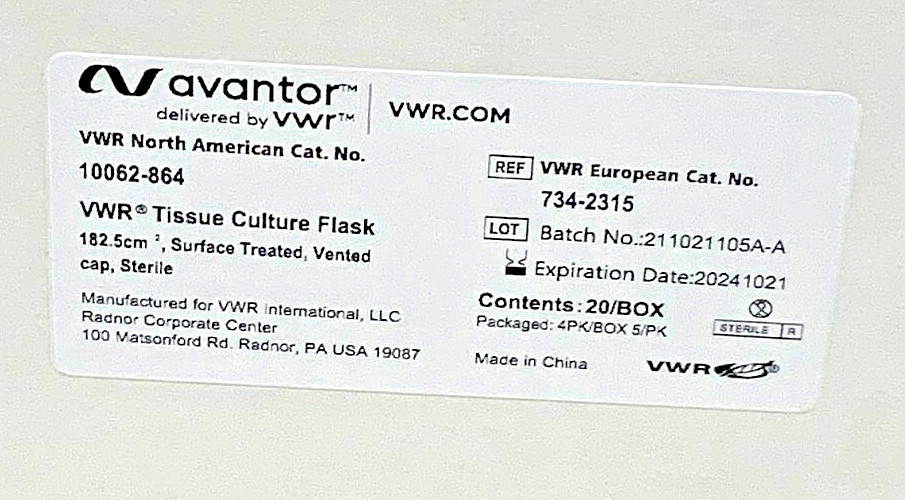 avantor™
delivered by vwr™
VWR.COM
VWR North American Cat. No.
10062-864
VWR® Tissue Culture Flask
182.5cm ², Surface Treated, Vented
cap, Sterile
Manufactured for VWR International, LLC
Radnor Corporate Center
100 Matsonford Rd. Radnor, PA USA 19087
REF VWR European Cat. No.
734-2315
LOT Batch No.:211021105A-A
Expiration Date:20241021
Contents: 20/BOX
Packaged: 4PK/BOX 5/PK
STERILE R
Made in China
VWR®